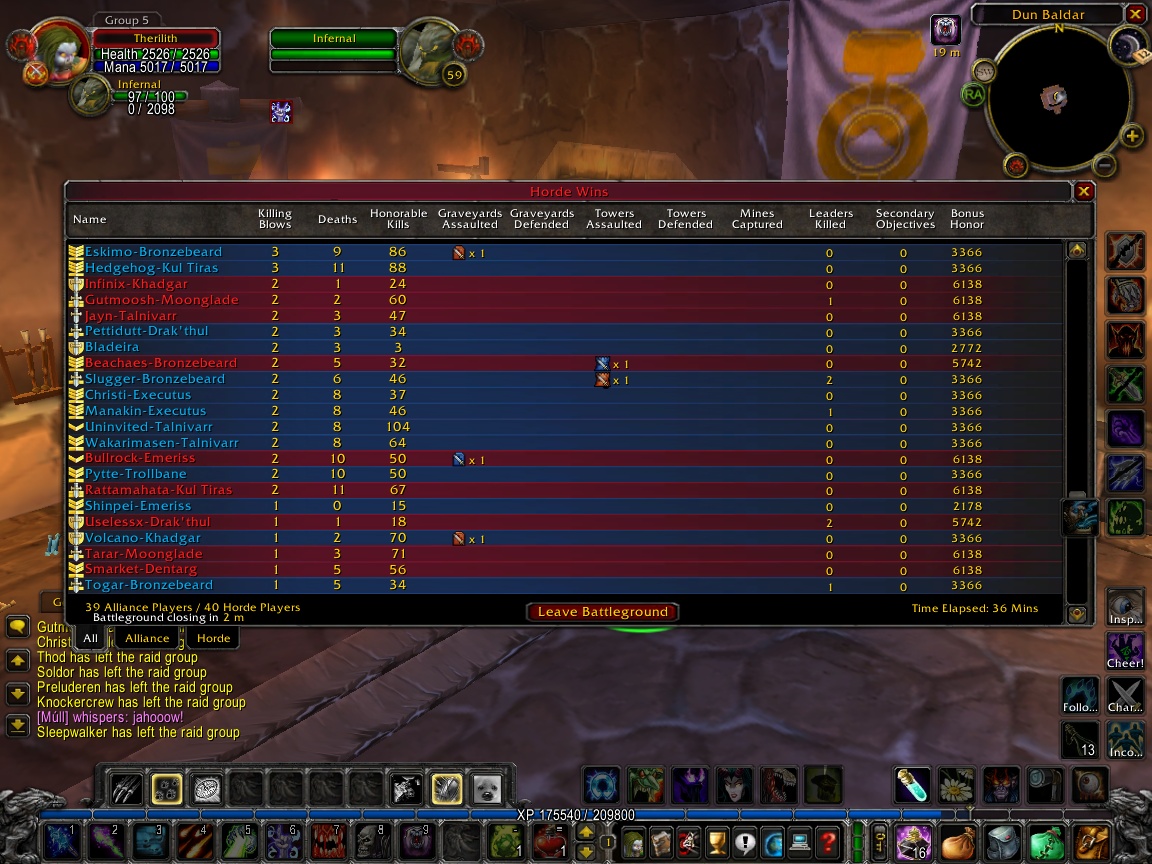 Group 5
Therilith
Health 2526 / 2526
Mana 5017 / 5017
Infernal
97 / 100
0 / 2098
Infernal
59
19 m
Dun Baldar
N
RA
Horde Wins
Name Killing Blows Deaths Honorable Kills Graveyards Assaulted Graveyards Defended Towers Assaulted Towers Defended Mines Captured Leaders Killed Secondary Objectives Bonus Honor
Eskimo-Bronzebeard 3 9 86 x 1 0 0 3366
Hedgehog-Kul Tiras 3 11 88 0 0 3366
Infinix-Khadgar 2 1 24 0 0 6138
Gutmoosh-Moonglade 2 2 60 1 0 6138
Jayn-Talnivarr 2 3 47 0 0 6138
Pettidutt-Drak'thul 2 3 34 0 0 3366
Bladeira 2 3 3 0 0 2772
Beachaes-Bronzebeard 2 5 32 x 1 0 0 5742
Slugger-Bronzebeard 2 6 46 x 1 2 0 3366
Christi-Executus 2 8 37 0 0 3366
Manakin-Executus 2 8 46 1 0 3366
Uninvited-Talnivarr 2 8 104 0 0 3366
Wakarimasen-Talnivarr 2 8 64 0 0 3366
Bullrock-Emeriss 2 10 50 x 1 0 0 6138
Pytte-Trollbane 2 10 50 0 0 3366
Rattamahata-Kul Tiras 2 11 67 0 0 6138
Shinpei-Emeriss 1 0 15 0 0 2178
Uselessx-Drak'thul 1 1 18 2 0 5742
Volcano-Khadgar 1 2 70 x 1 0 0 3366
Tarar-Moonglade 1 3 71 0 0 6138
Smarket-Dentarg 1 5 56 0 0 6138
Togar-Bronzebeard 1 5 34 1 0 3366
39 Alliance Players / 40 Horde Players
Battleground closing in 2 m
Leave Battleground
Time Elapsed: 36 Mins
All Alliance Horde
Thod has left the raid group
Soldor has left the raid group
Preluderen has left the raid group
Knockercrew has left the raid group
[Múll] whispers: jahooow!
Sleepwalker has left the raid group
Insp...
Cheer!
Follo... Char...
13 Inco...
XP 175540 / 209800
1 2 3 4 5 6 7 8 9 - =
1 1 1 16